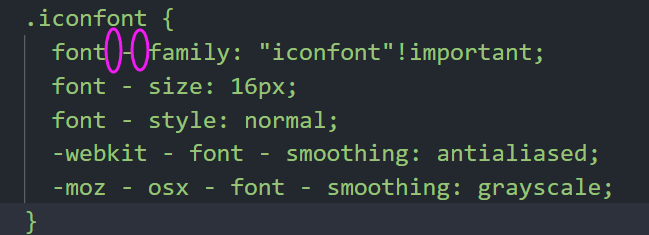 .iconfont {
font - family: "iconfont"!important;
font - size: 16px;
font - style: normal;
-webkit - font - smoothing: antialiased;
-moz - osx - font - smoothing: grayscale;
}